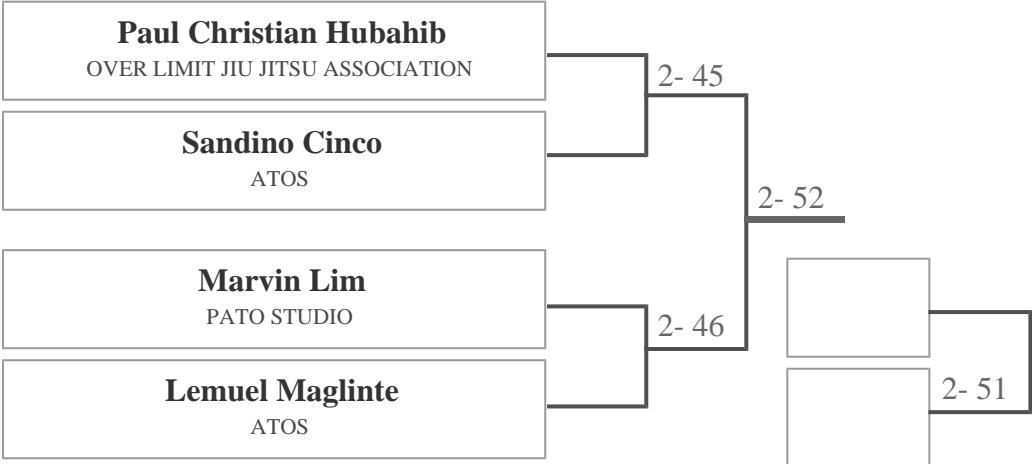 Paul Christian Hubahib
OVER LIMIT JIU JITSU ASSOCIATION
2- 45
Sandino Cinco
ATOS
2- 52
Marvin Lim
PATO STUDIO
2- 46
Lemuel Maglinte
ATOS
2- 51